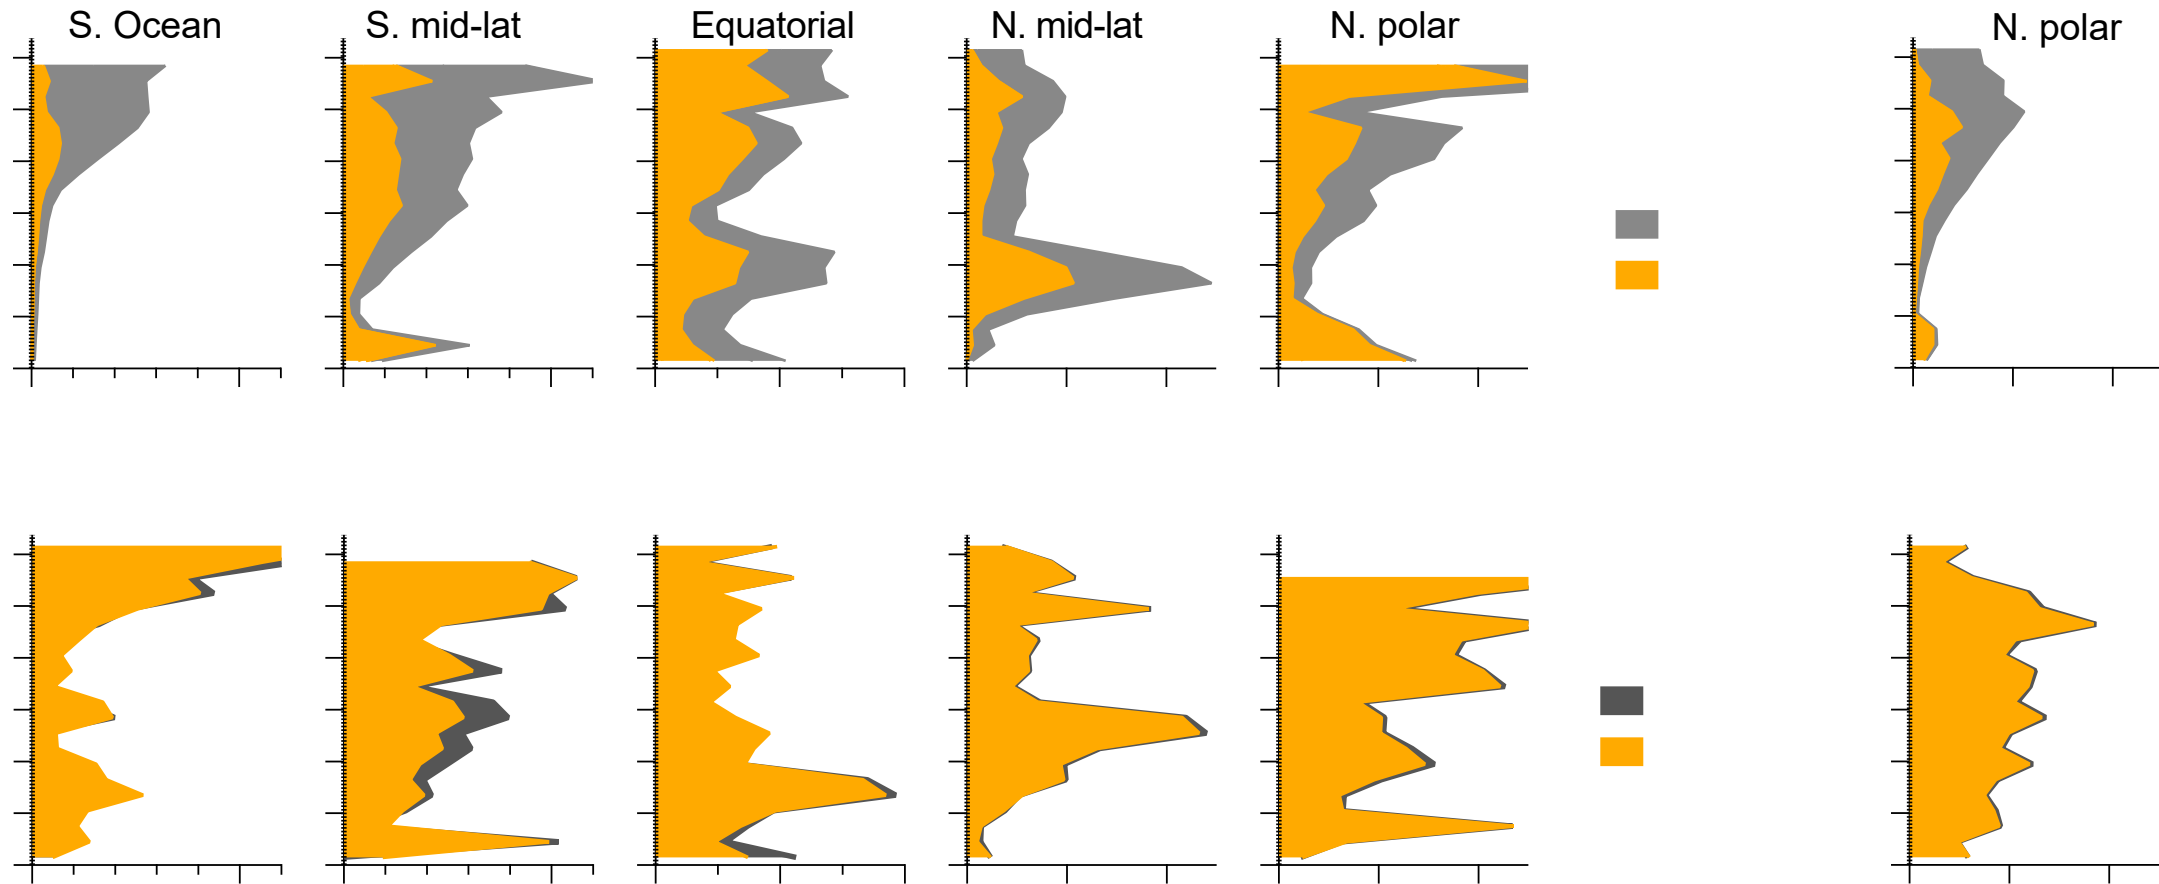 S. Ocean
S. mid-lat
Equatorial
N. mid-lat
N. polar
N. polar